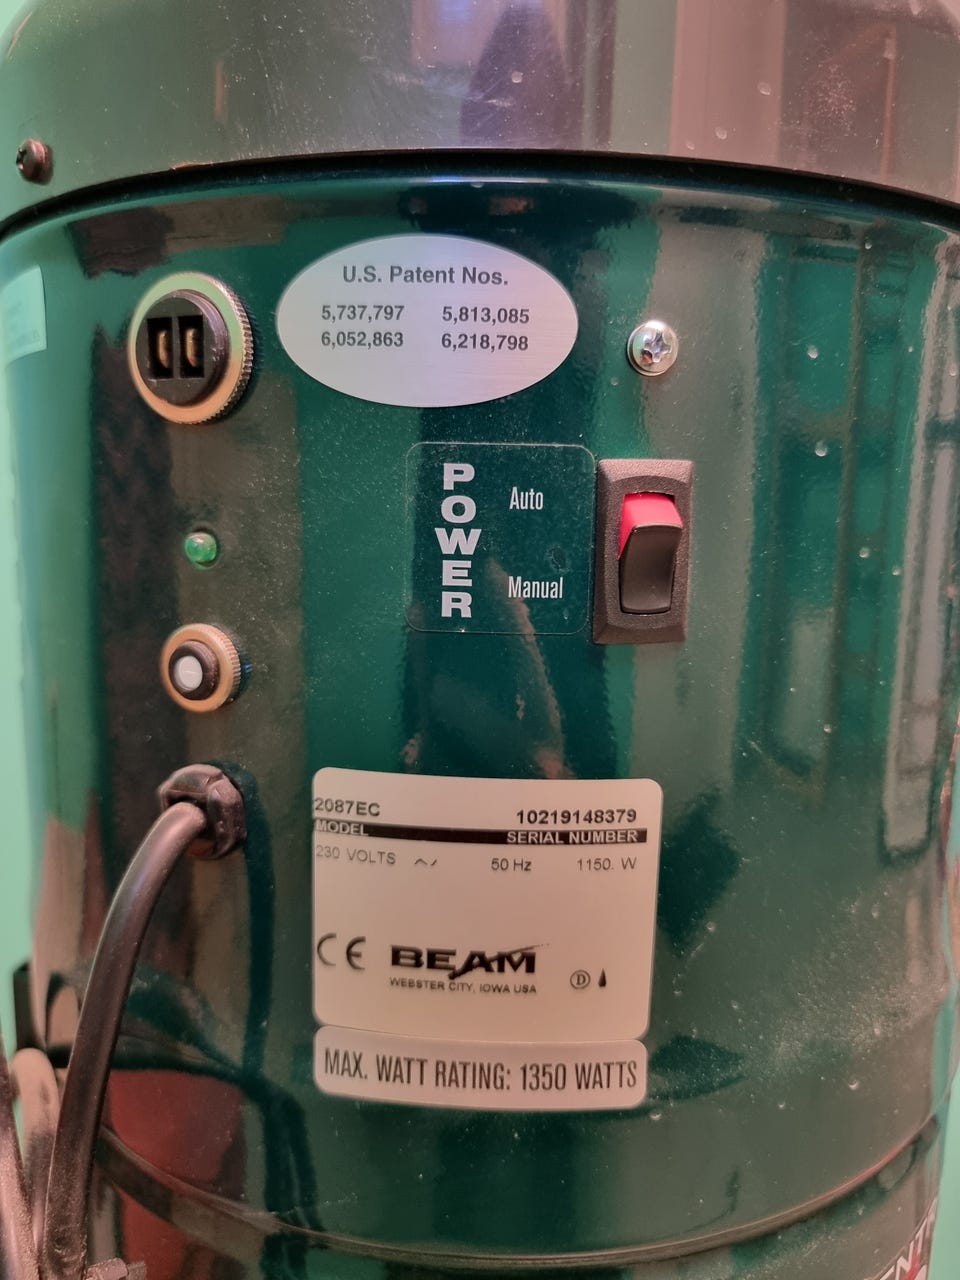 U.S. Patent Nos.
5,737,797 5,813,085
6,052,863 6,218,798
POWER
Auto
Manual
2087EC 10219148379
MODEL SERIAL NUMBER
230 VOLTS 50 Hz 1150. W
CE BEAM
WEBSTER CITY, IOWA USA
D
MAX. WATT RATING: 1350 WATTS